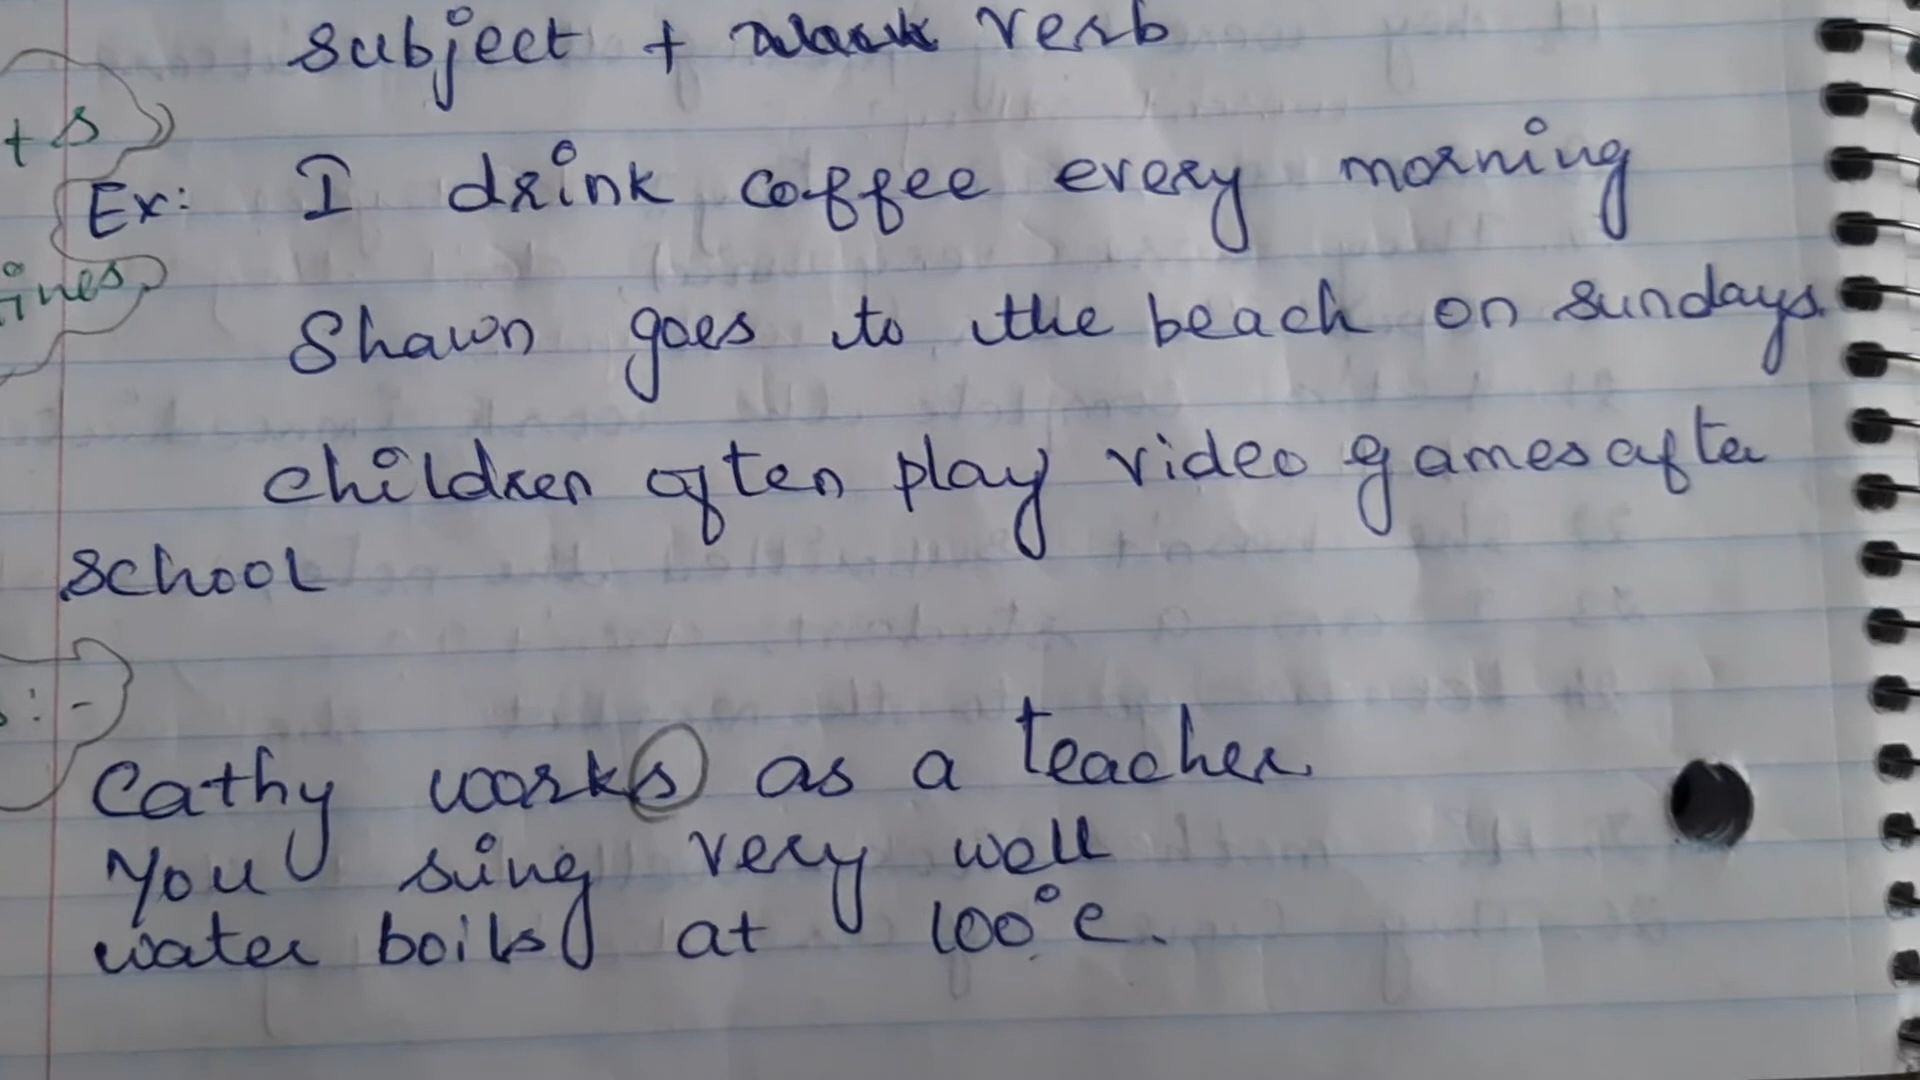 subject + verb
+ s
Ex: I drink coffee every morning
ines
Shawn goes to the beach on sundays.
children often play video games after
school
s :-
Cathy works as a teacher.
You sing very well
water boils at 100°c.